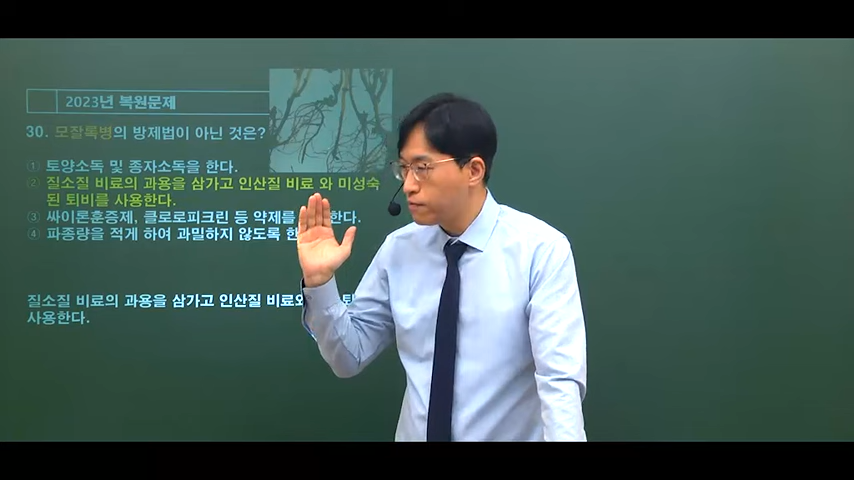 2023년 복원문제
30. 모잘록병의 방제법이 아닌 것은?
① 토양소독 및 종자소독을 한다.
② 질소질 비료의 과용을 삼가고 인산질 비료 와 미성숙
된 퇴비를 사용한다.
③ 싸이론훈증제, 클로로피크린 등 약제를 한다.
④ 파종량을 적게 하여 과밀하지 않도록
질소질 비료의 과용을 삼가고 인산질 비료와
사용한다.